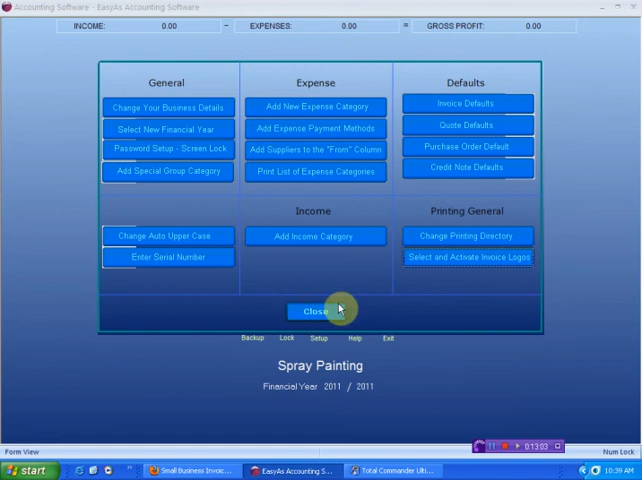 Accounting Software - EasyAs Accounting Software
INCOME: 0.00 - EXPENSES: 0.00 = GROSS PROFIT: 0.00
General
Change Your Business Details
Select New Financial Year
Password Setup - Screen Lock
Add Special Group Category
Change Auto Upper Case
Enter Serial Number
Expense
Add New Expense Category
Add Expense Payment Methods
Add Suppliers to the "From" Column
Print List of Expense Categories
Income
Add Income Category
Defaults
Invoice Defaults
Quote Defaults
Purchase Order Default
Credit Note Defaults
Printing General
Change Printing Directory
Select and Activate Invoice Logos
Close
Backup Lock Setup Help Exit
Spray Painting
Financial Year 2011 / 2011
0:13:03
Form View Num Lock
start Small Business Invoic... EasyAs Accounting S... Total Commander Ulti... 10:39 AM